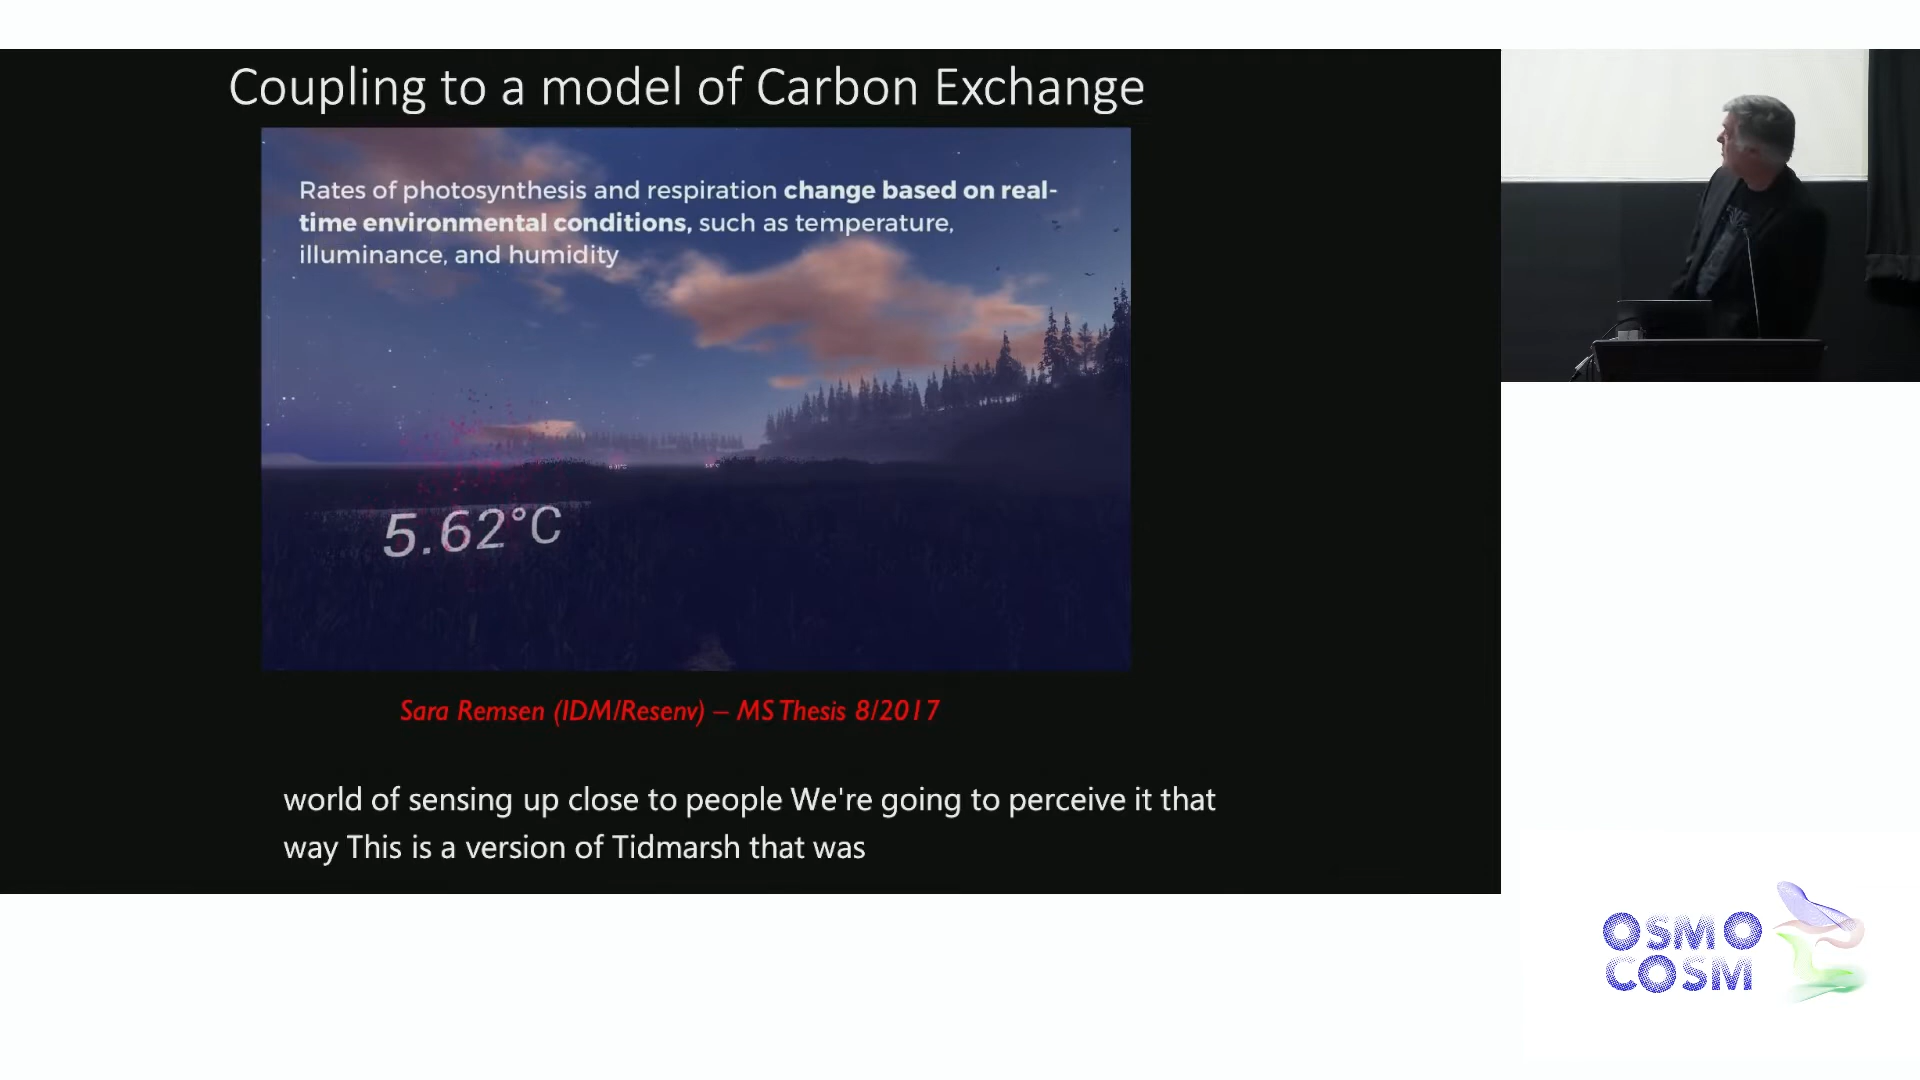 Coupling to a model of Carbon Exchange
Rates of photosynthesis and respiration change based on real-
time environmental conditions, such as temperature,
illuminance, and humidity
5.62°C
Sara Remsen (IDM/Resenv) – MS Thesis 8/2017
world of sensing up close to people We're going to perceive it that
way This is a version of Tidmarsh that was
OSMO
COSM